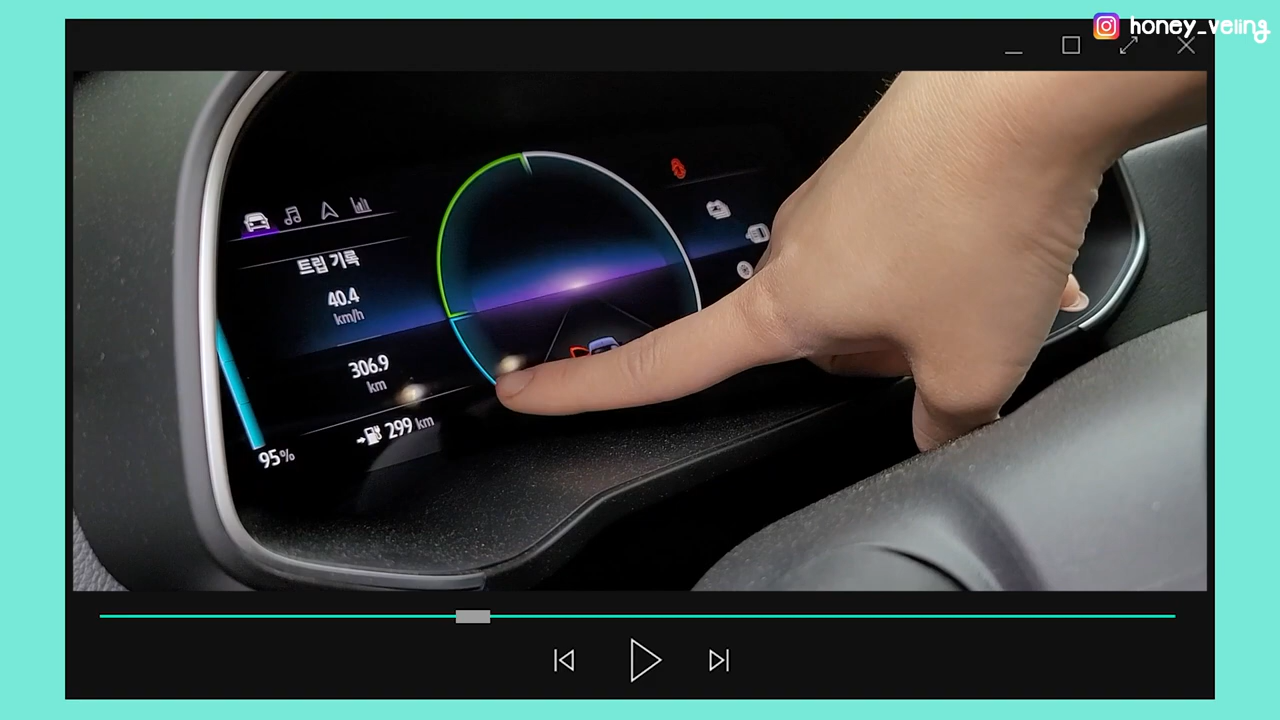 honey_veling
트립 기록
40.4
km/h
306.9
km
299 km
95%